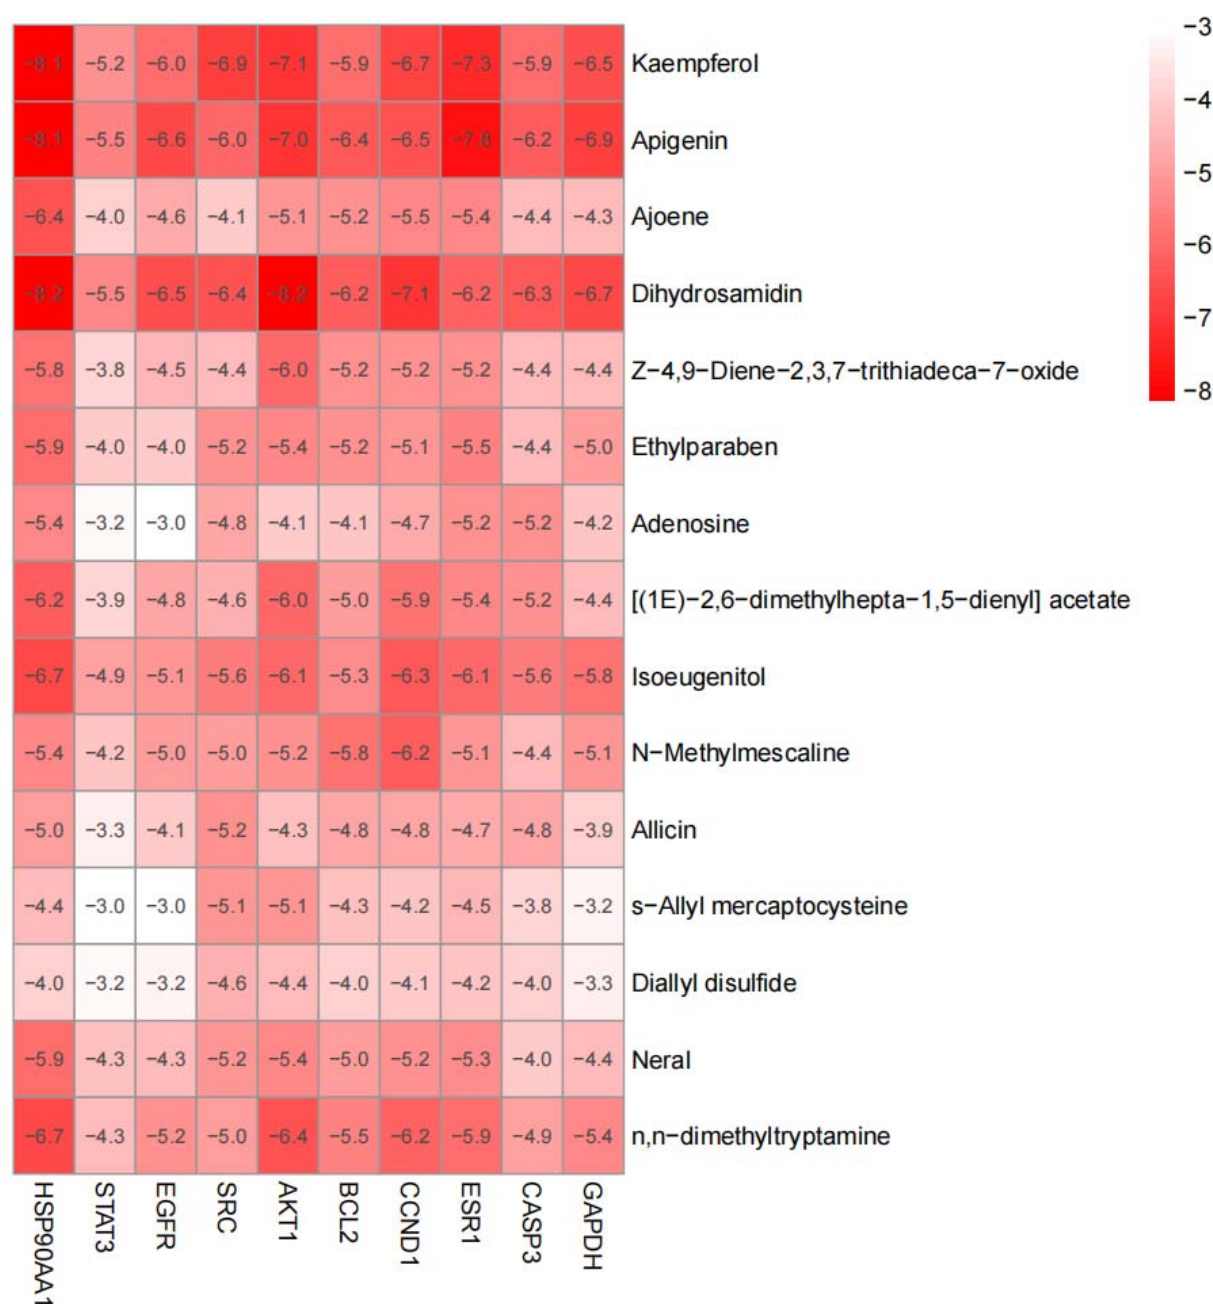 −8.1 −5.2 −6.0 −6.9 −7.1 −5.9 −6.7 −7.3 −5.9 −6.5 Kaempferol
−8.1 −5.5 −6.6 −6.0 −7.0 −6.4 −6.5 −7.8 −6.2 −6.9 Apigenin
−6.4 −4.0 −4.6 −4.1 −5.1 −5.2 −5.5 −5.4 −4.4 −4.3 Ajoene
−8.2 −5.5 −6.5 −6.4 −8.2 −6.2 −7.1 −6.2 −6.3 −6.7 Dihydrosamidin
−5.8 −3.8 −4.5 −4.4 −6.0 −5.2 −5.2 −5.2 −4.4 −4.4 Z−4,9−Diene−2,3,7−trithiadeca−7−oxide
−5.9 −4.0 −4.0 −5.2 −5.4 −5.2 −5.1 −5.5 −4.4 −5.0 Ethylparaben
−5.4 −3.2 −3.0 −4.8 −4.1 −4.1 −4.7 −5.2 −5.2 −4.2 Adenosine
−6.2 −3.9 −4.8 −4.6 −6.0 −5.0 −5.9 −5.4 −5.2 −4.4 [(1E)−2,6−dimethylhepta−1,5−dienyl] acetate
−6.7 −4.9 −5.1 −5.6 −6.1 −5.3 −6.3 −6.1 −5.6 −5.8 Isoeugenitol
−5.4 −4.2 −5.0 −5.0 −5.2 −5.8 −6.2 −5.1 −4.4 −5.1 N−Methylmescaline
−5.0 −3.3 −4.1 −5.2 −4.3 −4.8 −4.8 −4.7 −4.8 −3.9 Allicin
−4.4 −3.0 −3.0 −5.1 −5.1 −4.3 −4.2 −4.5 −3.8 −3.2 s−Allyl mercaptocysteine
−4.0 −3.2 −3.2 −4.6 −4.4 −4.0 −4.1 −4.2 −4.0 −3.3 Diallyl disulfide
−5.9 −4.3 −4.3 −5.2 −5.4 −5.0 −5.2 −5.3 −4.0 −4.4 Neral
−6.7 −4.3 −5.2 −5.0 −6.4 −5.5 −6.2 −5.9 −4.9 −5.4 n,n−dimethyltryptamine
HSP90AA1
STAT3
EGFR
SRC
AKT1
BCL2
CCND1
ESR1
CASP3
GAPDH
−3
−4
−5
−6
−7
−8